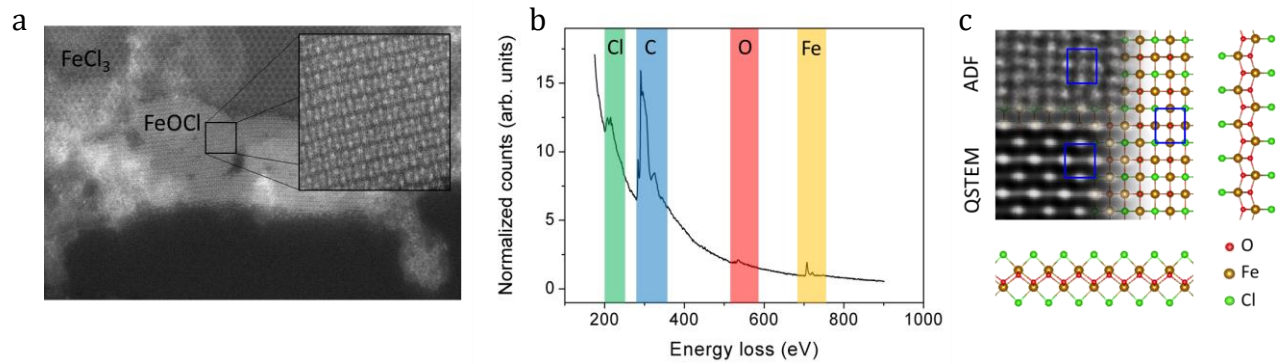 a
FeCl₃
FeOCl
b
Normalized counts (arb. units)
15
10
5
0
Cl
C
O
Fe
200
400
600
800
1000
Energy loss (eV)
c
ADF
QSTEM
O
Fe
Cl